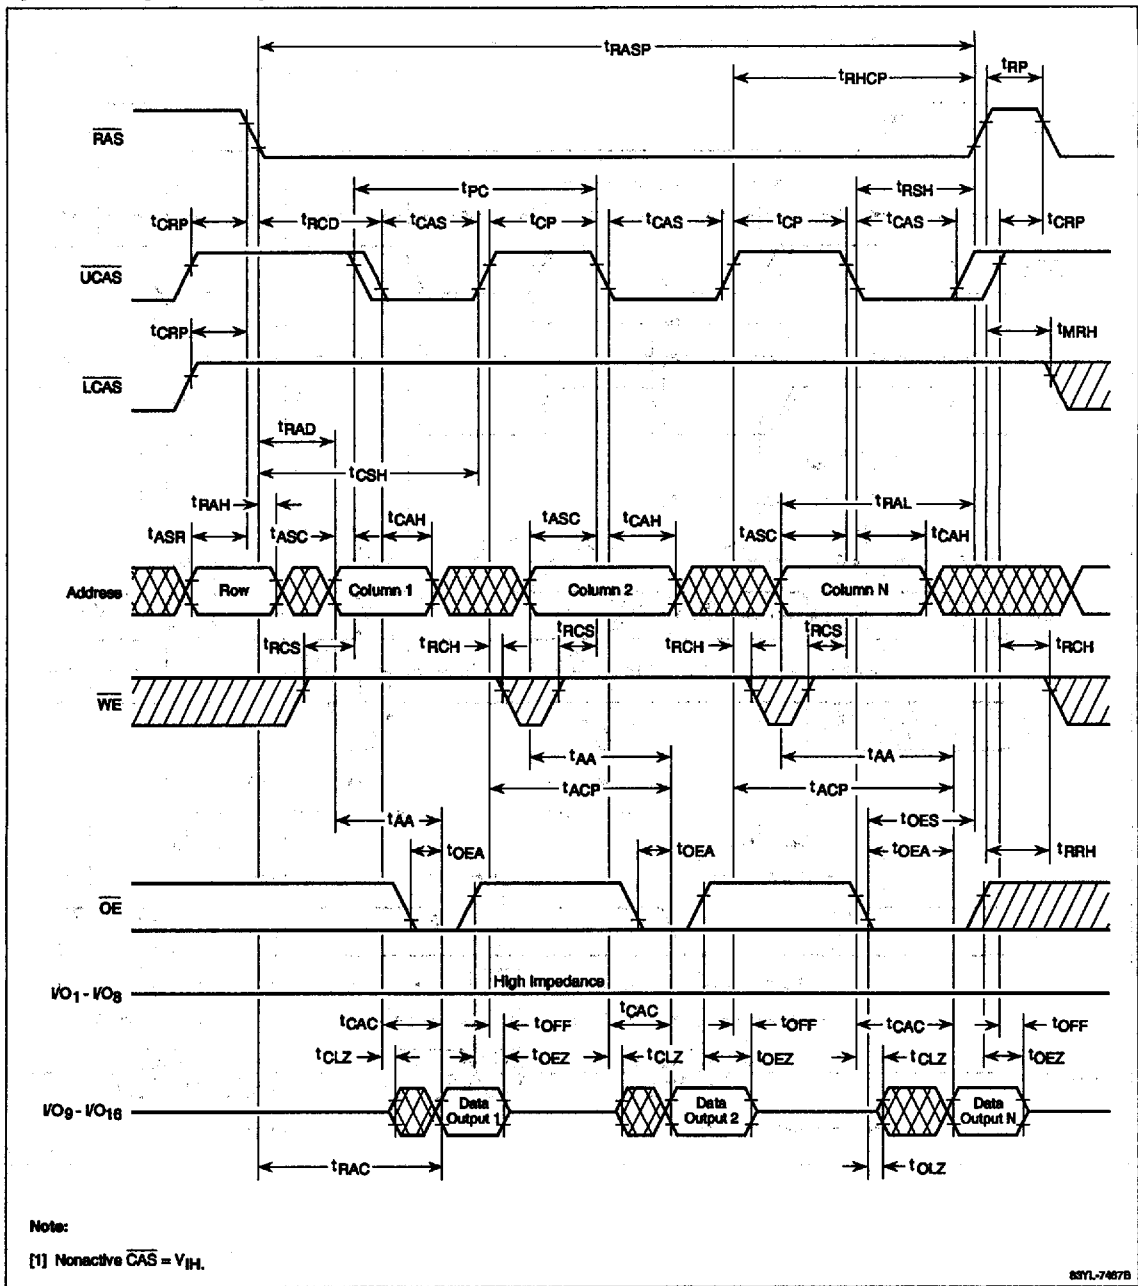 tRASP
tRHCP
tRP
RAS
tPC
tRSH
tCRP tRCD tCAS tCP tCAS tCP tCAS tCRP
UCAS
tCRP
tMRH
LCAS
tRAD
tCSH
tRAH
tRAL
tASR tASC tCAH tASC tCAH tASC tCAH
Address Row Column 1 Column 2 Column N
tRCS tRCH tRCS tRCH tRCS tRCH
WE
tAA tAA
tACP tACP
tAA tOES
tOEA tOEA tOEA tRRH
OE
High Impedance
I/O1 - I/O8
tCAC tOFF tCAC tOFF tCAC tOFF
tCLZ tOEZ tCLZ tOEZ tCLZ tOEZ
I/O9 - I/O16 Data Output 1 Data Output 2 Data Output N
tRAC tOLZ
Note:
[1] Nonactive CAS = VIH.
83YL-7467B